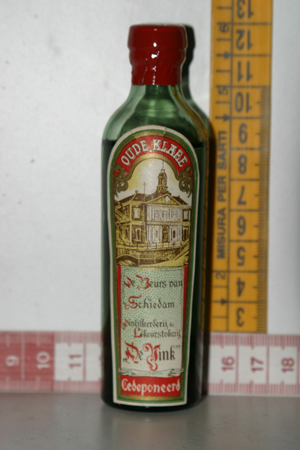 OUDE KLARE
De Beurs van
Schiedam
Distilleerderij &
Likeurstokerij
"De Vink"
Gedeponeerd
MISURA PER SARTI
13
12
11
10
9
8
7
6
5
4
3
2
9
10
11
16
17
18